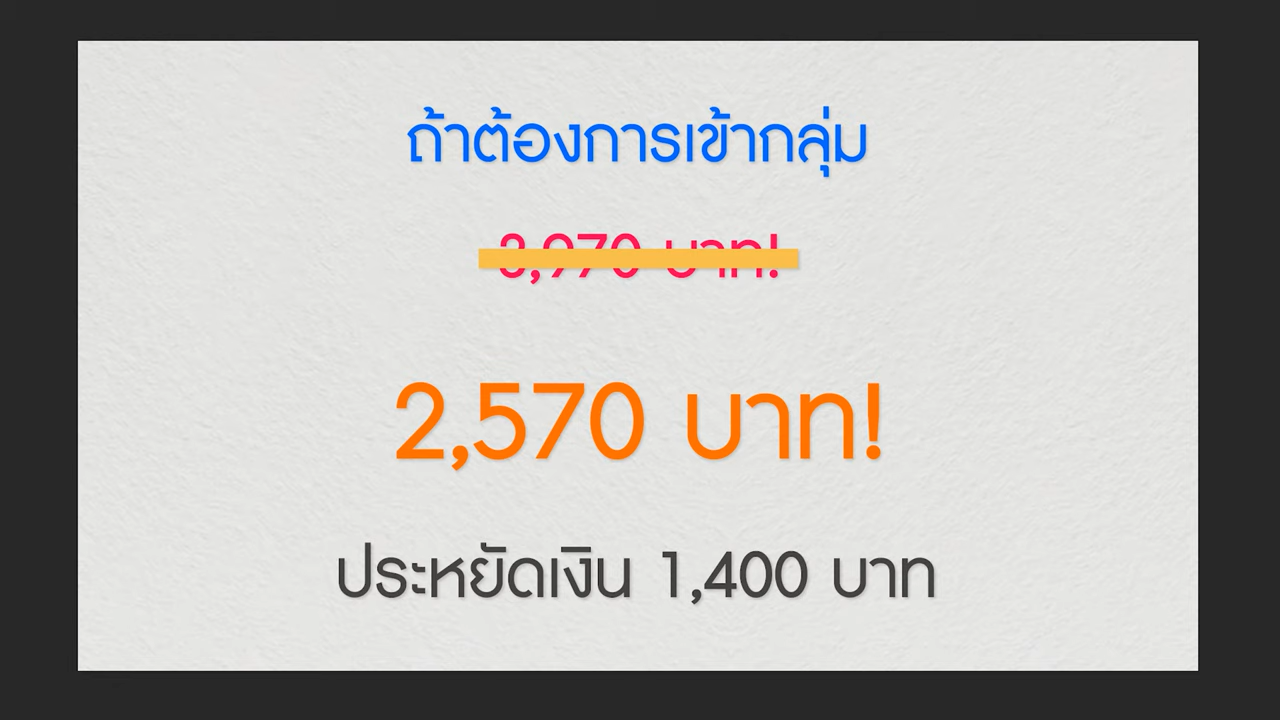 ถ้าต้องการเข้ากลุ่ม
3,970 บาท!
2,570 บาท!
ประหยัดเงิน 1,400 บาท